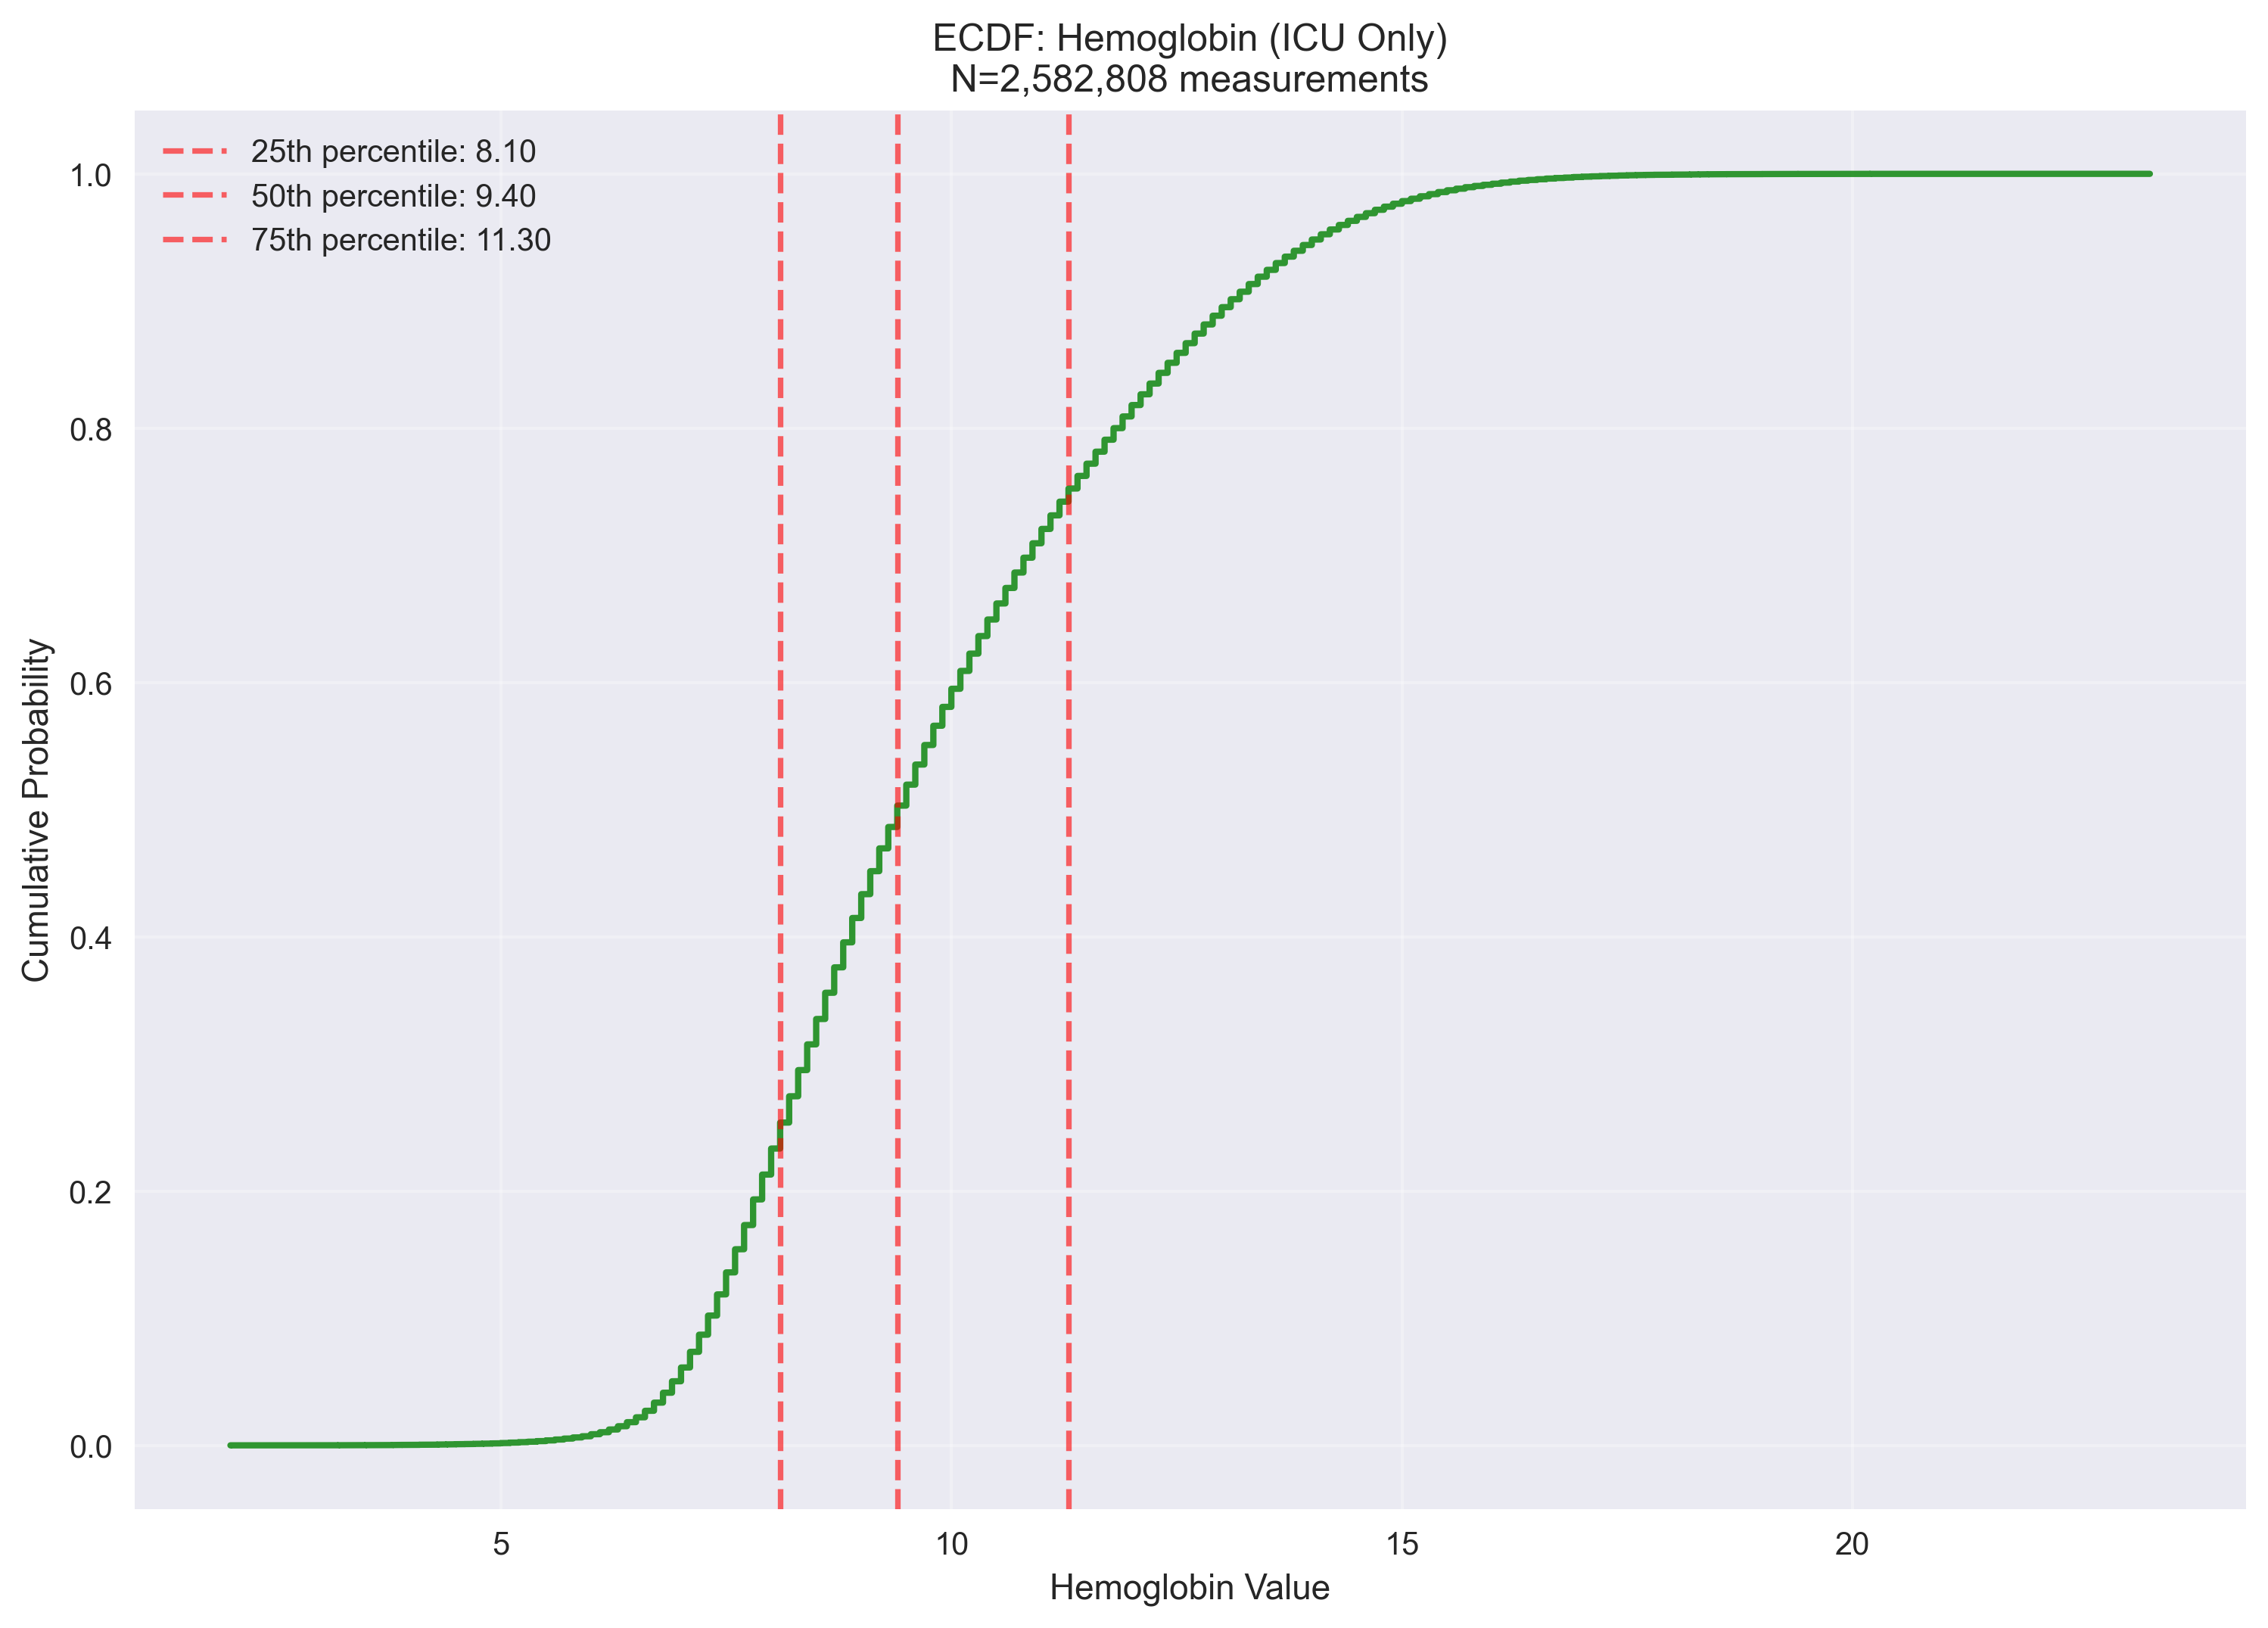 ECDF: Hemoglobin (ICU Only)
N=2,582,808 measurements
25th percentile: 8.10
50th percentile: 9.40
75th percentile: 11.30
1.0
0.8
0.6
0.4
0.2
0.0
Cumulative Probability
5
10
15
20
Hemoglobin Value